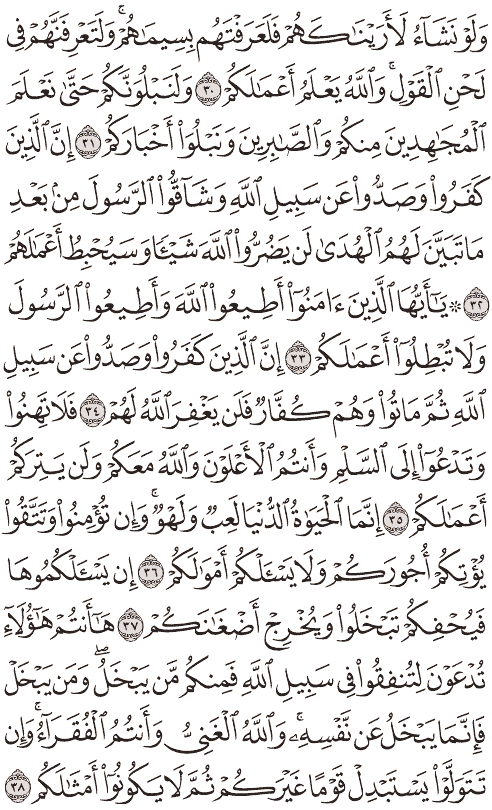 وَلَوْ نَشَآءُ لَأَرَيْنَٰكَهُمْ فَلَعَرَفْتَهُم بِسِيمَٰهُمْ ۚ وَلَتَعْرِفَنَّهُمْ فِى
لَحْنِ ٱلْقَوْلِ ۚ وَٱللَّهُ يَعْلَمُ أَعْمَٰلَكُمْ ٣٠ وَلَنَبْلُوَنَّكُمْ حَتَّىٰ نَعْلَمَ
ٱلْمُجَٰهِدِينَ مِنكُمْ وَٱلصَّٰبِرِينَ وَنَبْلُوَا۟ أَخْبَارَكُمْ ٣١ إِنَّ ٱلَّذِينَ
كَفَرُوا۟ وَصَدُّوا۟ عَن سَبِيلِ ٱللَّهِ وَشَآقُّوا۟ ٱلرَّسُولَ مِنۢ بَعْدِ
مَا تَبَيَّنَ لَهُمُ ٱلْهُدَىٰ لَن يَضُرُّوا۟ ٱللَّهَ شَيْـًٔا وَسَيُحْبِطُ أَعْمَٰلَهُمْ
٣٢ ۞ يَٰٓأَيُّهَا ٱلَّذِينَ ءَامَنُوٓا۟ أَطِيعُوا۟ ٱللَّهَ وَأَطِيعُوا۟ ٱلرَّسُولَ
وَلَا تُبْطِلُوٓا۟ أَعْمَٰلَكُمْ ٣٣ إِنَّ ٱلَّذِينَ كَفَرُوا۟ وَصَدُّوا۟ عَن سَبِيلِ
ٱللَّهِ ثُمَّ مَاتُوا۟ وَهُمْ كُفَّارٌ فَلَن يَغْفِرَ ٱللَّهُ لَهُمْ ٣٤ فَلَا تَهِنُوا۟
وَتَدْعُوٓا۟ إِلَى ٱلسَّلْمِ وَأَنتُمُ ٱلْأَعْلَوْنَ وَٱللَّهُ مَعَكُمْ وَلَن يَتِرَكُمْ
أَعْمَٰلَكُمْ ٣٥ إِنَّمَا ٱلْحَيَوٰةُ ٱلدُّنْيَا لَعِبٌ وَلَهْوٌ ۚ وَإِن تُؤْمِنُوا۟ وَتَتَّقُوا۟
يُؤْتِكُمْ أُجُورَكُمْ وَلَا يَسْـَٔلْكُمْ أَمْوَٰلَكُمْ ٣٦ إِن يَسْـَٔلْكُمُوهَا
فَيُحْفِكُمْ تَبْخَلُوا۟ وَيُخْرِجْ أَضْغَٰنَكُمْ ٣٧ هَٰٓأَنتُمْ هَٰٓؤُلَآءِ
تُدْعَوْنَ لِتُنفِقُوا۟ فِى سَبِيلِ ٱللَّهِ فَمِنكُم مَّن يَبْخَلُ ۖ وَمَن يَبْخَلْ
فَإِنَّمَا يَبْخَلُ عَن نَّفْسِهِۦ ۚ وَٱللَّهُ ٱلْغَنِىُّ وَأَنتُمُ ٱلْفُقَرَآءُ ۚ وَإِن
تَتَوَلَّوْا۟ يَسْتَبْدِلْ قَوْمًا غَيْرَكُمْ ثُمَّ لَا يَكُونُوٓا۟ أَمْثَٰلَكُم ٣٨